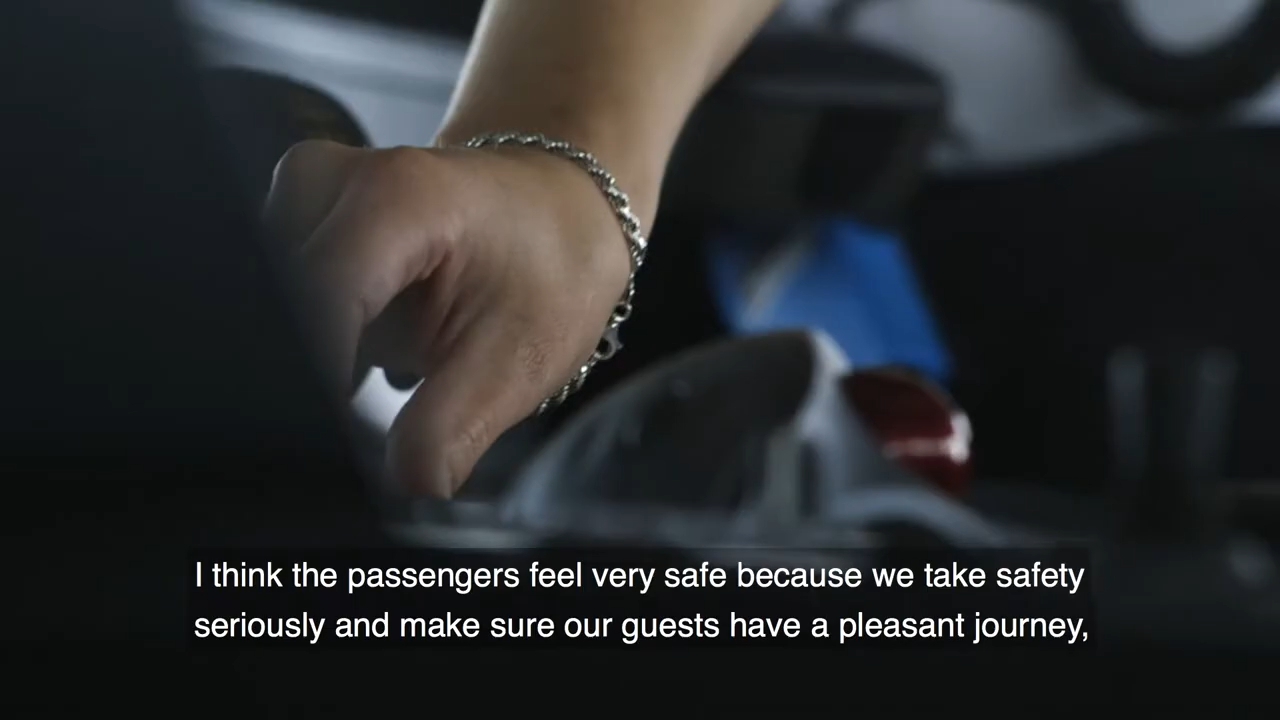 I think the passengers feel very safe because we take safety
seriously and make sure our guests have a pleasant journey,